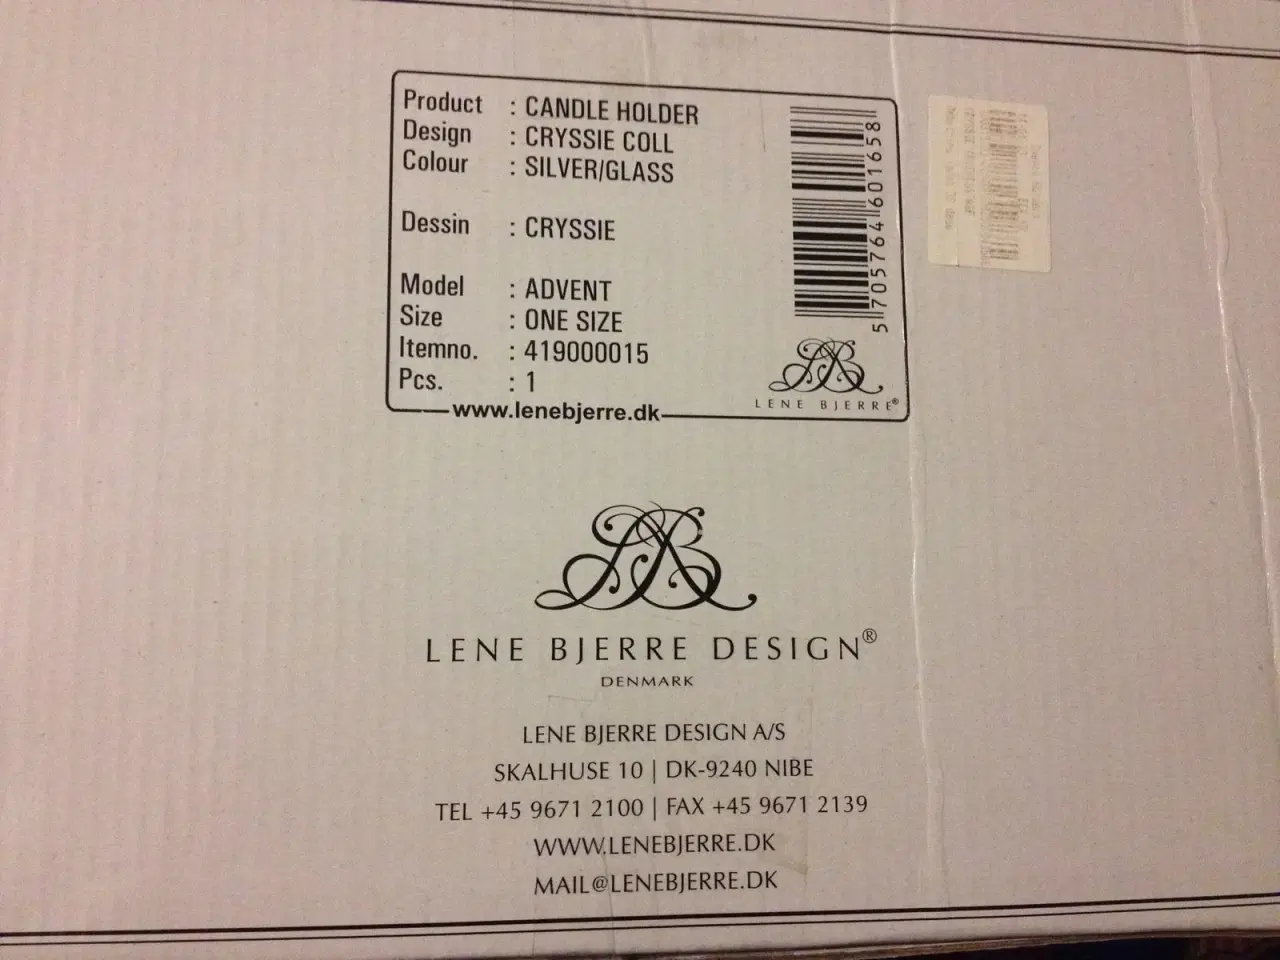 Product : CANDLE HOLDER
Design : CRYSSIE COLL
Colour : SILVER/GLASS
Dessin : CRYSSIE
Model : ADVENT
Size : ONE SIZE
Itemno. : 419000015
Pcs. : 1
www.lenebjerre.dk
5 705764 601658
LENE BJERRE®
LENE BJERRE DESIGN®
DENMARK
LENE BJERRE DESIGN A/S
SKALHUSE 10 | DK-9240 NIBE
TEL +45 9671 2100 | FAX +45 9671 2139
WWW.LENEBJERRE.DK
MAIL@LENEBJERRE.DK